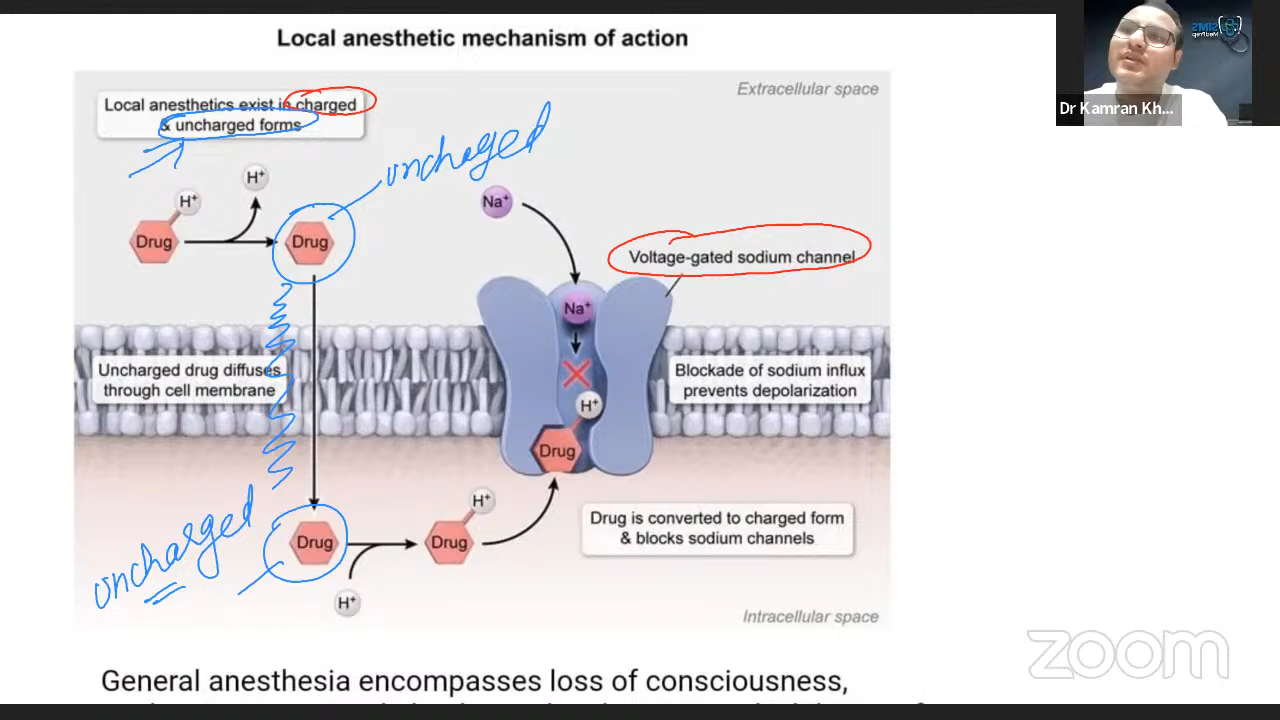 Local anesthetic mechanism of action
SIMS
MedPrep
Dr Kamran Kh...
Extracellular space
Local anesthetics exist in charged
& uncharged forms
unchaged
H⁺
H⁺
Na⁺
Drug
Drug
Voltage-gated sodium channel
Na⁺
Uncharged drug diffuses
through cell membrane
Blockade of sodium influx
prevents depolarization
H⁺
Drug
uncharged
H⁺
Drug
Drug
H⁺
Drug is converted to charged form
& blocks sodium channels
Intracellular space
zoom
General anesthesia encompasses loss of consciousness,